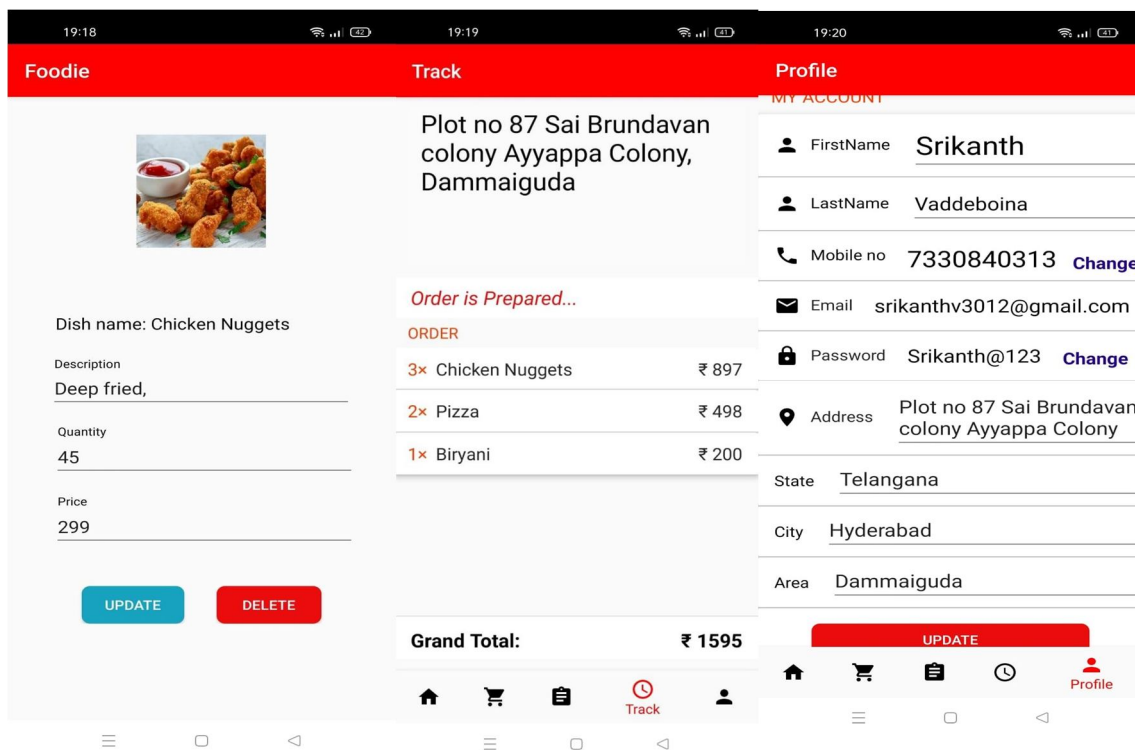 19:18
42
Foodie
Dish name: Chicken Nuggets
Description
Deep fried,
Quantity
45
Price
299
UPDATE
DELETE
19:19
41
Track
Plot no 87 Sai Brundavan
colony Ayyappa Colony,
Dammaiguda
Order is Prepared...
ORDER
3× Chicken Nuggets ₹ 897
2× Pizza ₹ 498
1× Biryani ₹ 200
Grand Total: ₹ 1595
Track
19:20
41
Profile
MY ACCOUNT
FirstName Srikanth
LastName Vaddeboina
Mobile no 7330840313 Change
Email srikanthv3012@gmail.com
Password Srikanth@123 Change
Address Plot no 87 Sai Brundavan
colony Ayyappa Colony
State Telangana
City Hyderabad
Area Dammaiguda
UPDATE
Profile